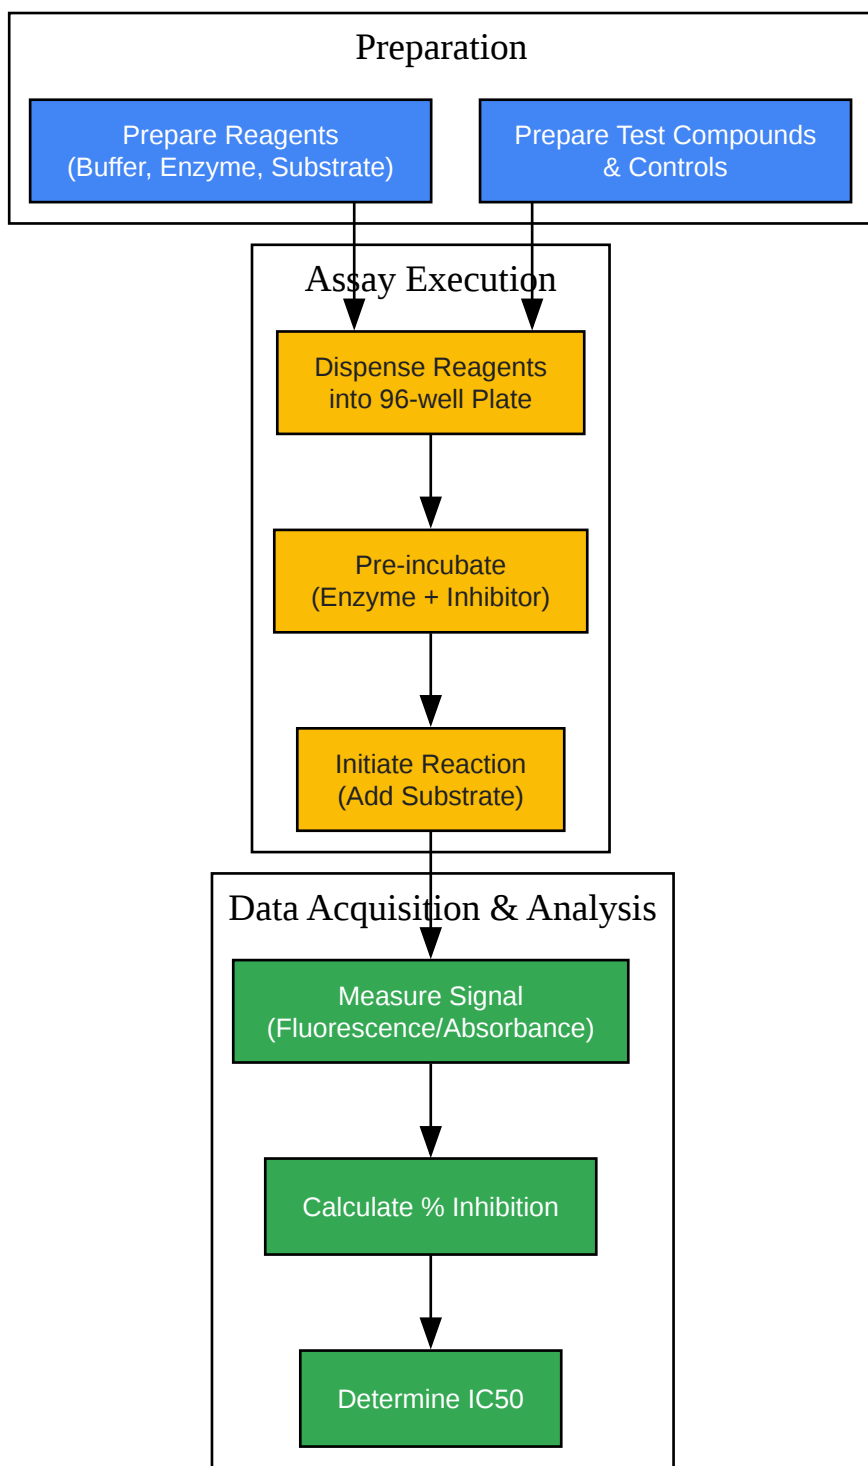 Preparation
Prepare Reagents
(Buffer, Enzyme, Substrate)
Prepare Test Compounds
& Controls
Assay Execution
Dispense Reagents
into 96-well Plate
Pre-incubate
(Enzyme + Inhibitor)
Initiate Reaction
(Add Substrate)
Data Acquisition & Analysis
Measure Signal
(Fluorescence/Absorbance)
Calculate % Inhibition
Determine IC50